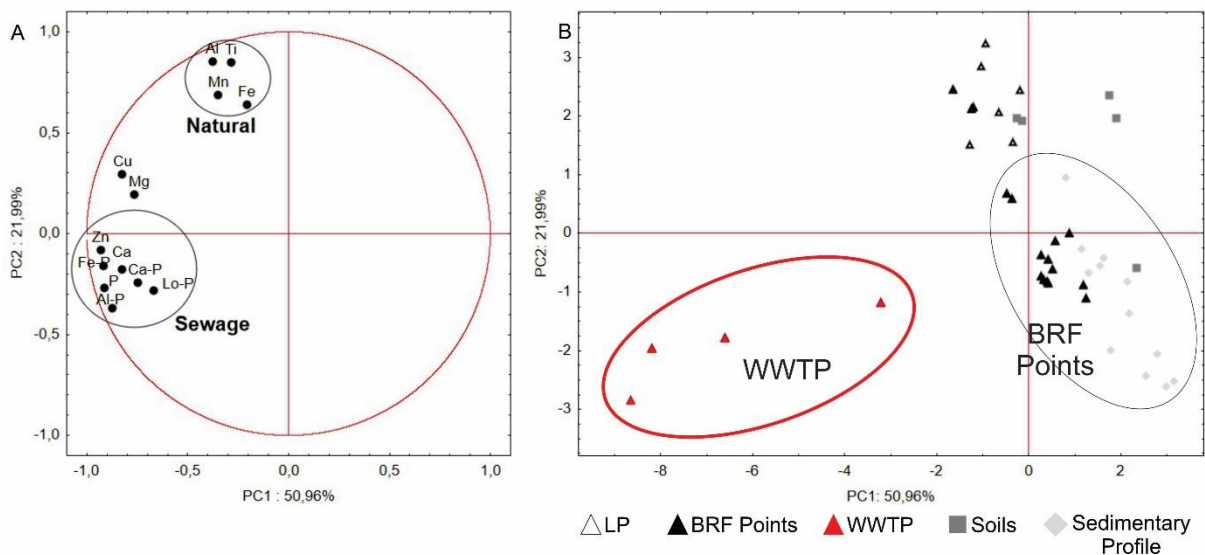 A
1,0
0,5
0,0
-0,5
-1,0
PC2 : 21,99%
Al Ti
Mn Fe
Natural
Cu
Mg
Zn
Ca
Fe-P
Ca-P
P
Lo-P
Al-P
Sewage
-1,0 -0,5 0,0 0,5 1,0
PC1 : 50,96%
B
3
2
1
0
-1
-2
-3
PC2: 21,99%
WWTP
BRF
Points
-8 -6 -4 -2 0 2
PC1: 50,96%
LP BRF Points WWTP Soils Sedimentary
Profile